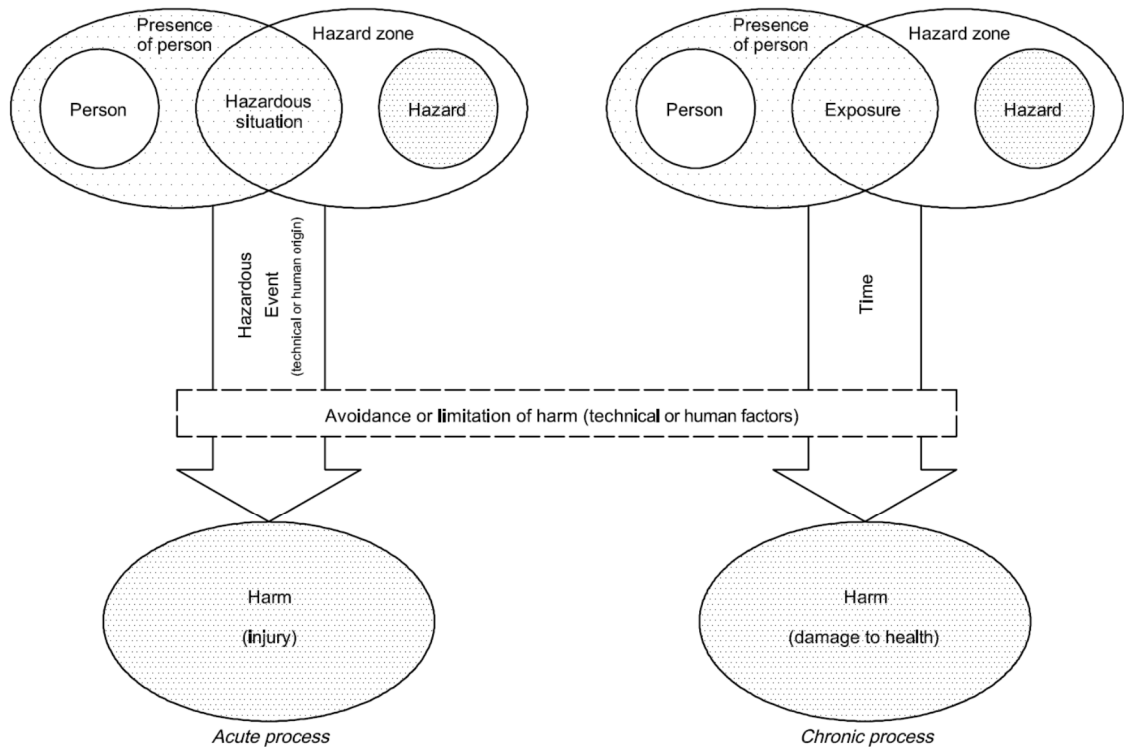 Presence
of person
Hazard zone
Person
Hazardous
situation
Hazard
Presence
of person
Hazard zone
Person
Exposure
Hazard
Hazardous
Event
(technical or human origin)
Time
Avoidance or limitation of harm (technical or human factors)
Harm
(injury)
Harm
(damage to health)
Acute process
Chronic process